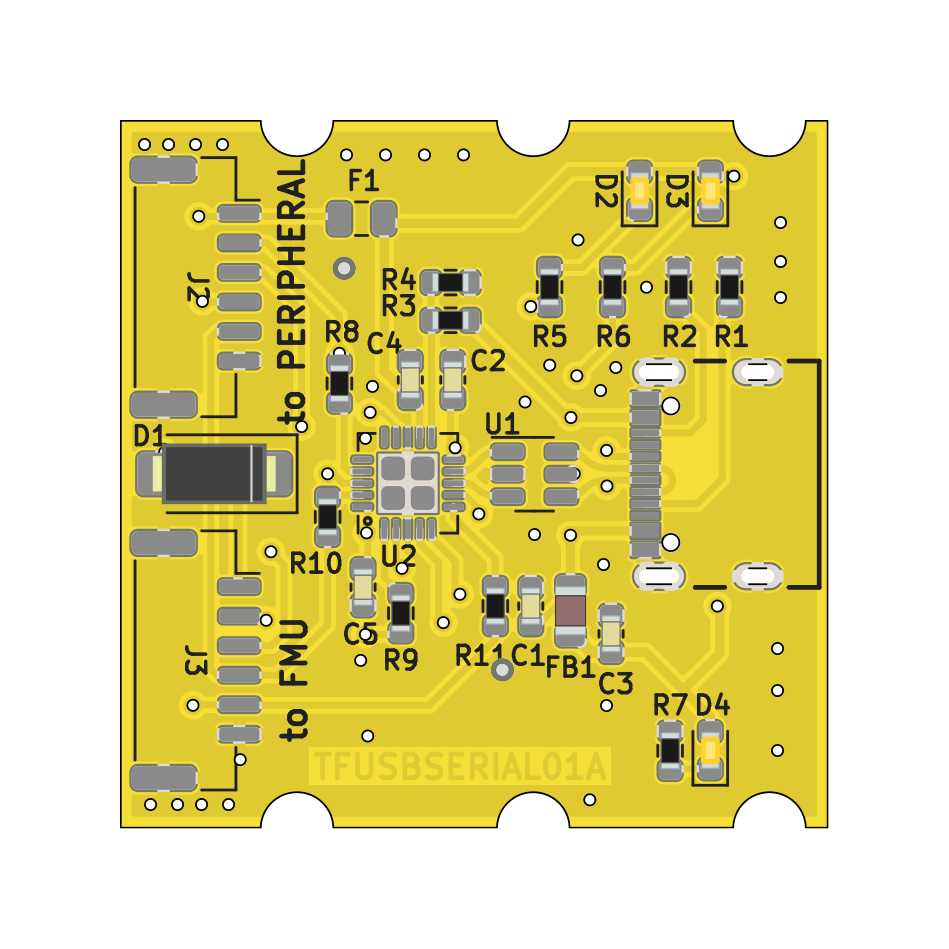 F1
D2
D3
to PERIPHERAL
J2
R4
R3
R8
C4
C2
R5
R6
R2
R1
D1
U1
U2
R10
C5
R9
R11
C1
FB1
C3
J3
to FMU
R7
D4
TFUSBSERIAL01A